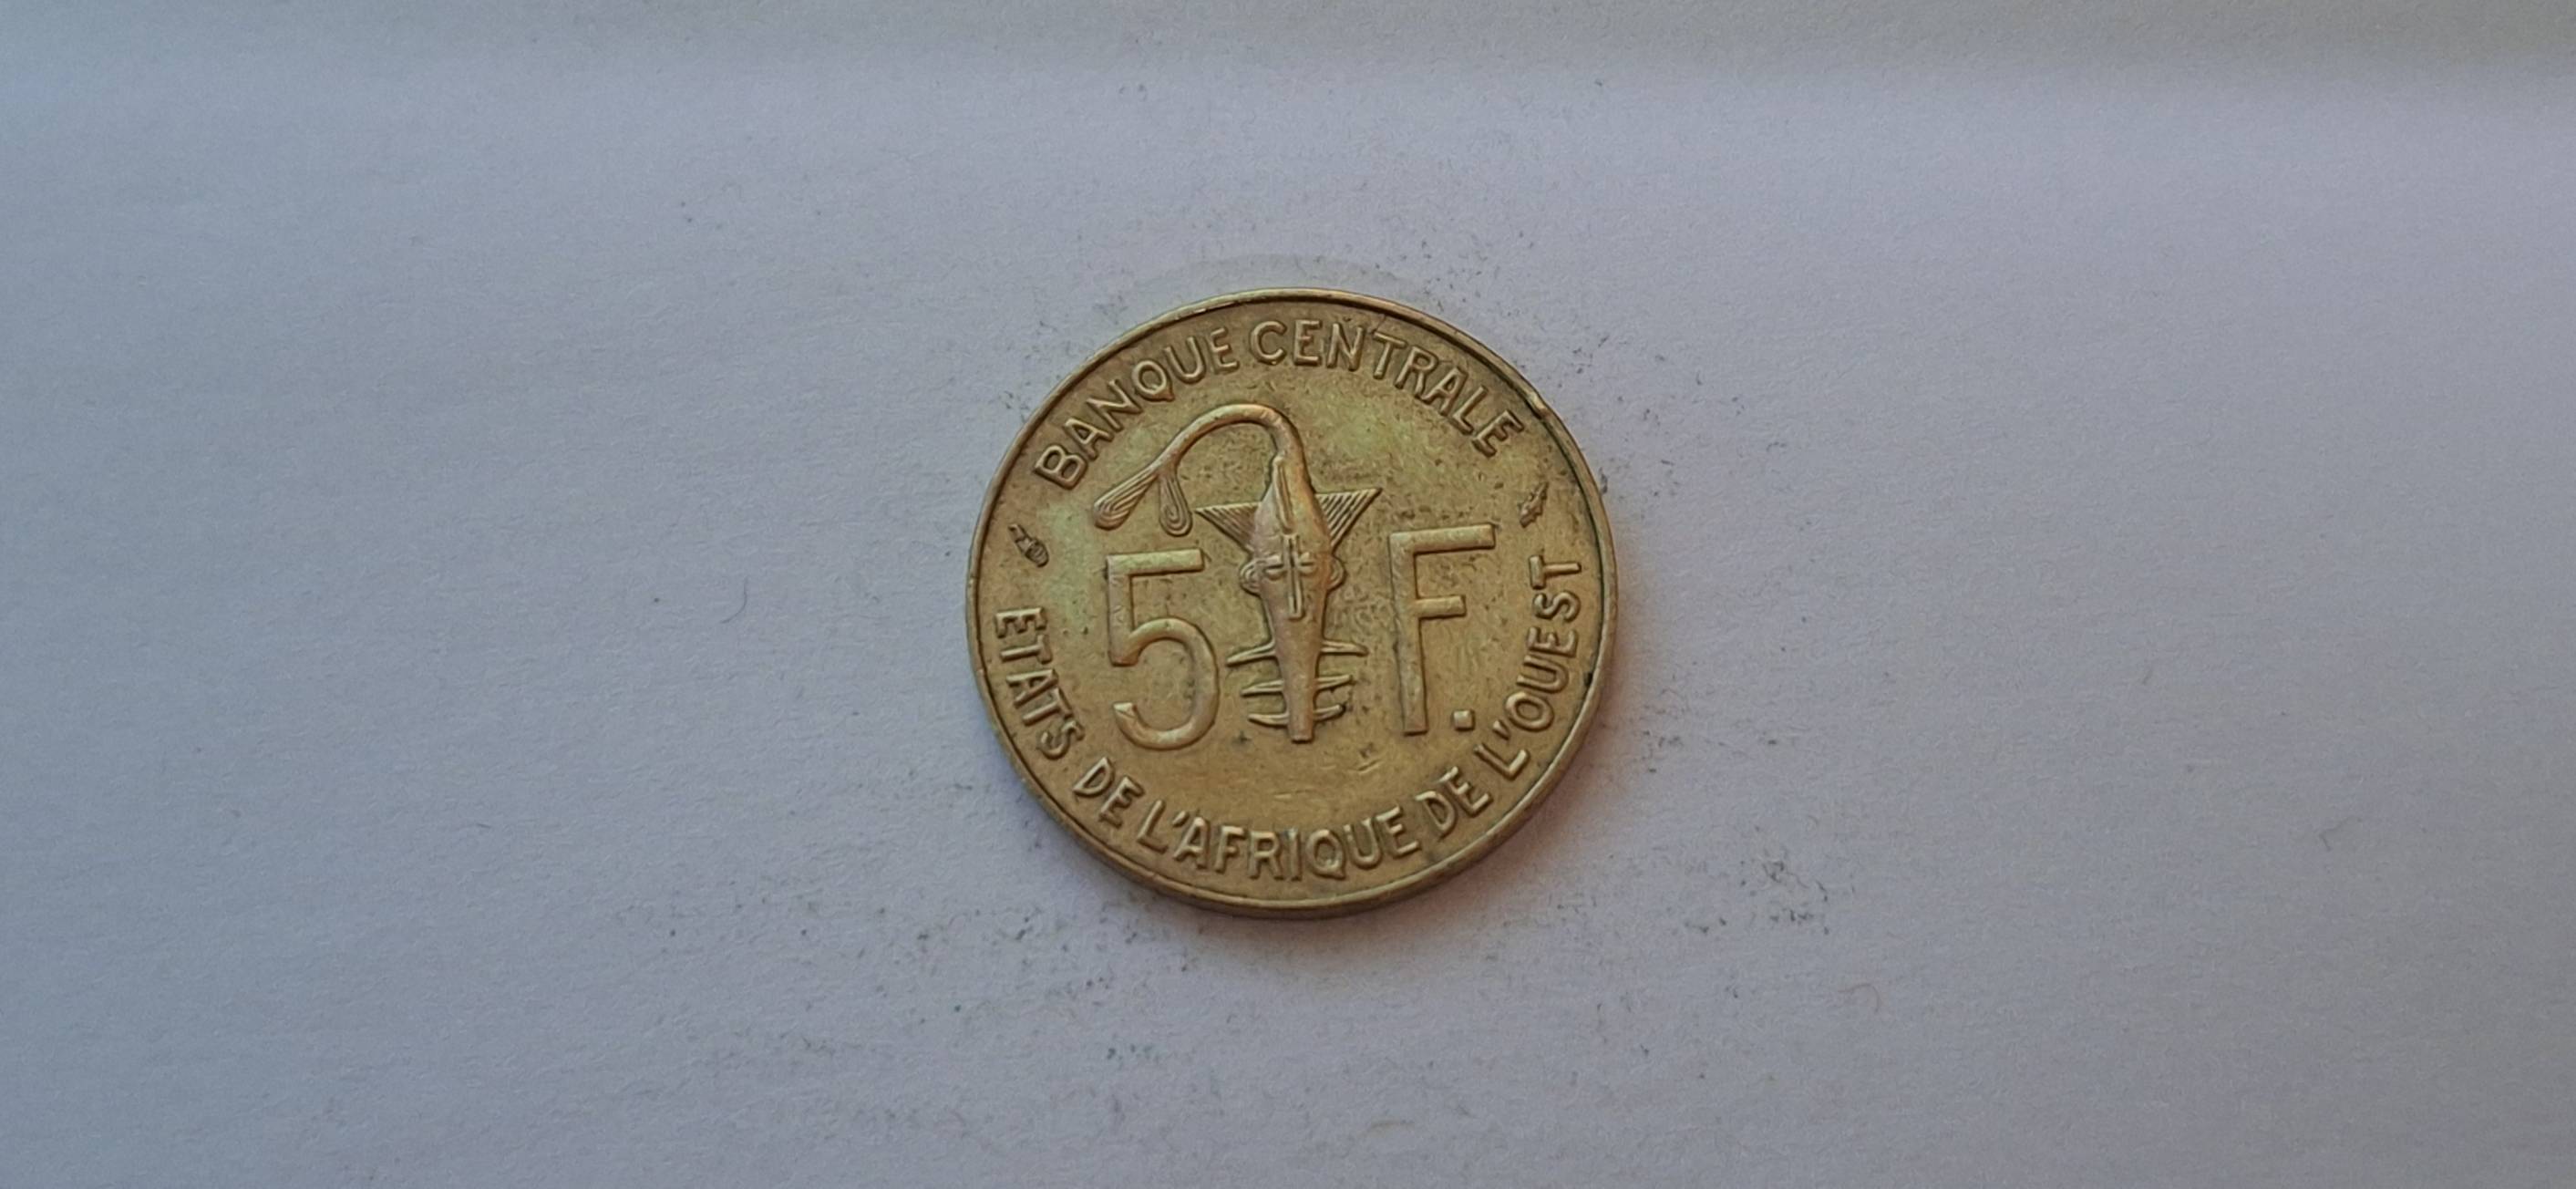 BANQUE CENTRALE
5 F.
ETATS DE L'AFRIQUE DE L'OUEST